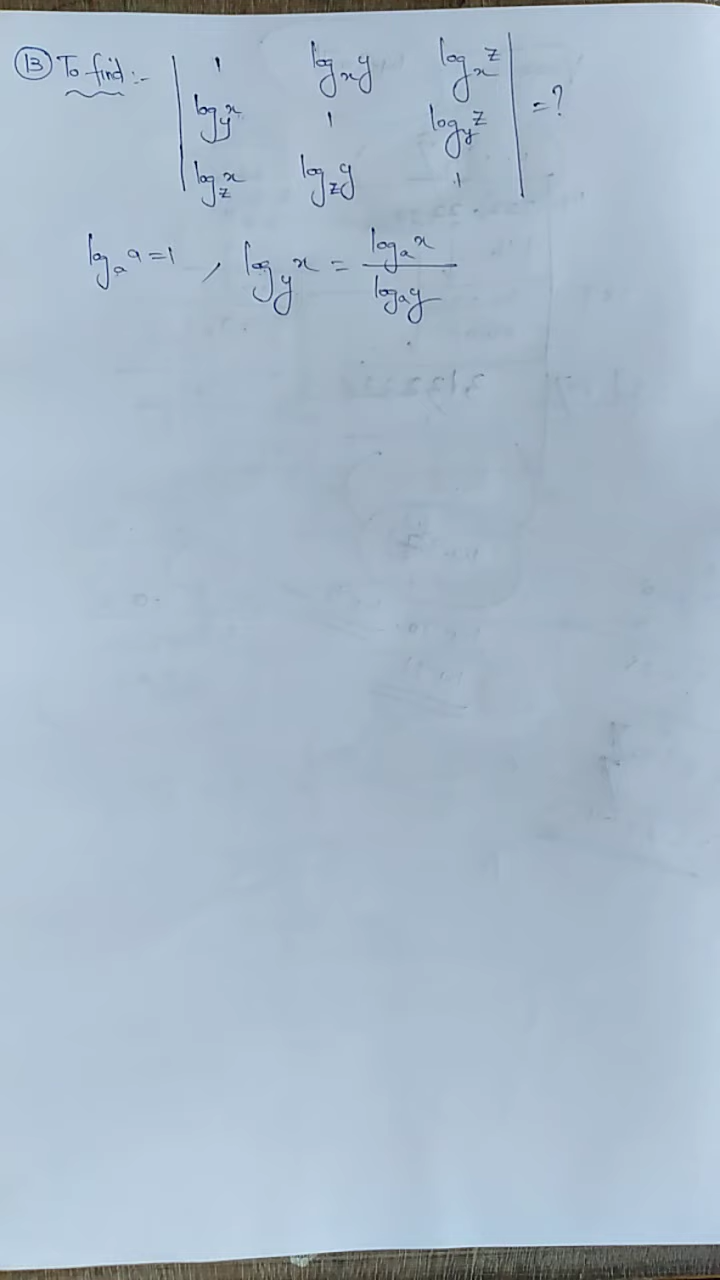 13 To find :- | 1 log_x y log_x z |
| log_y x 1 log_y z | = ?
| log_z x log_z y 1 |
log_a a = 1 , log_y x = log_a x / log_a y